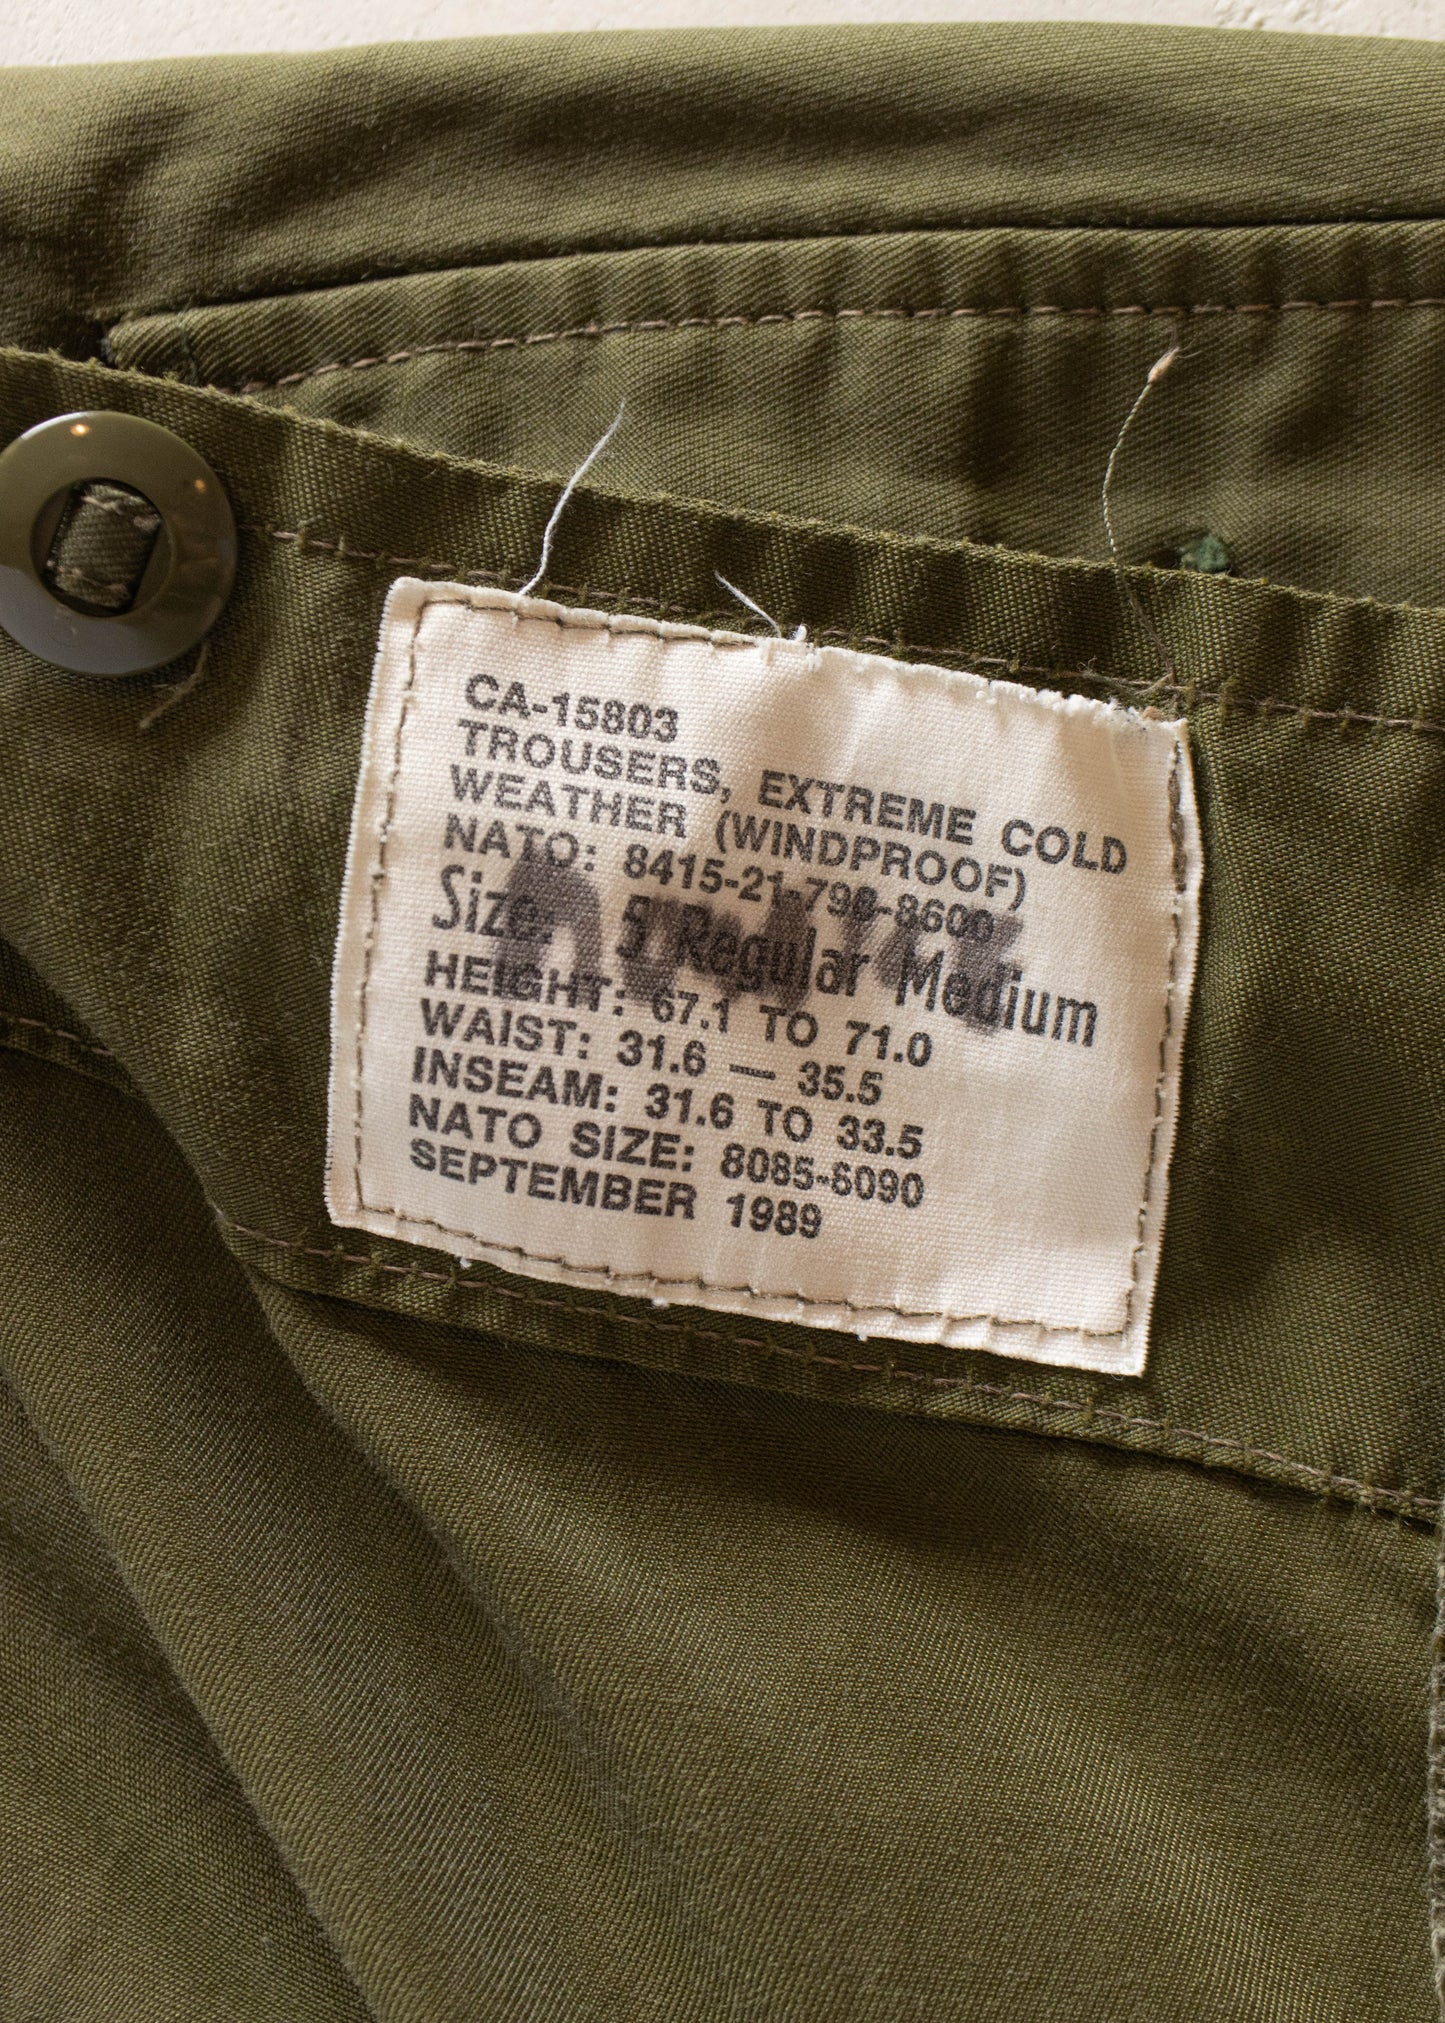 CA-15803
TROUSERS, EXTREME COLD
WEATHER (WINDPROOF)
NATO: 8415-21-798-8600
Size: 5 Regular Medium
HEIGHT: 67.1 TO 71.0
WAIST: 31.6 — 35.5
INSEAM: 31.6 TO 33.5
NATO SIZE: 8085-6090
SEPTEMBER 1989